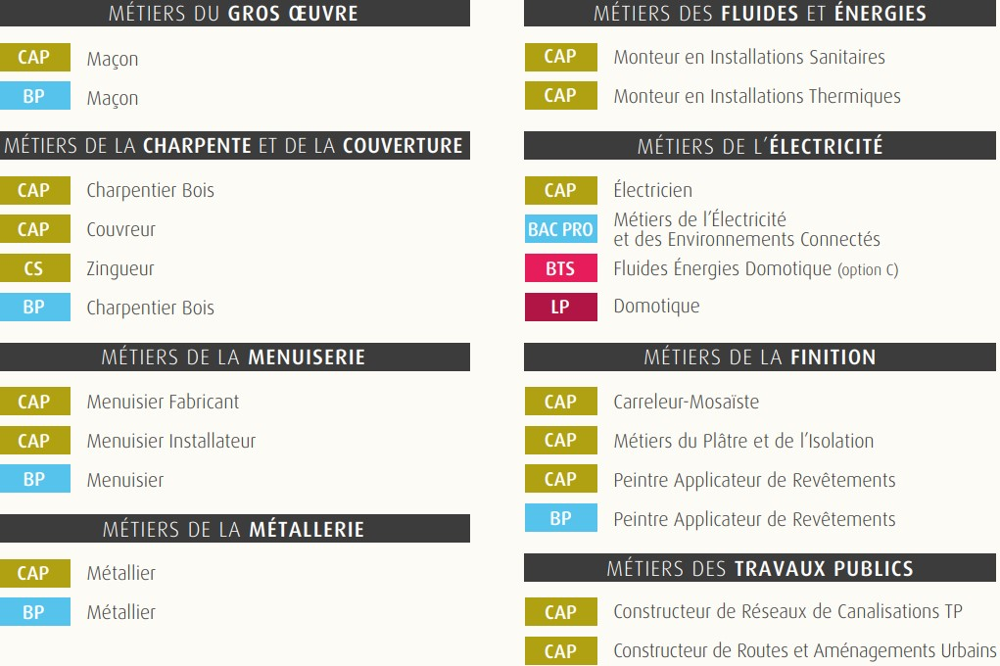 MÉTIERS DU GROS ŒUVRE
CAP Maçon
BP Maçon
MÉTIERS DE LA CHARPENTE ET DE LA COUVERTURE
CAP Charpentier Bois
CAP Couvreur
CS Zingueur
BP Charpentier Bois
MÉTIERS DE LA MENUISERIE
CAP Menuisier Fabricant
CAP Menuisier Installateur
BP Menuisier
MÉTIERS DE LA MÉTALLERIE
CAP Métallier
BP Métallier
MÉTIERS DES FLUIDES ET ÉNERGIES
CAP Monteur en Installations Sanitaires
CAP Monteur en Installations Thermiques
MÉTIERS DE L'ÉLECTRICITÉ
CAP Électricien
BAC PRO Métiers de l'Électricité
et des Environnements Connectés
BTS Fluides Énergies Domotique (option C)
LP Domotique
MÉTIERS DE LA FINITION
CAP Carreleur-Mosaïste
CAP Métiers du Plâtre et de l'Isolation
CAP Peintre Applicateur de Revêtements
BP Peintre Applicateur de Revêtements
MÉTIERS DES TRAVAUX PUBLICS
CAP Constructeur de Réseaux de Canalisations TP
CAP Constructeur de Routes et Aménagements Urbains